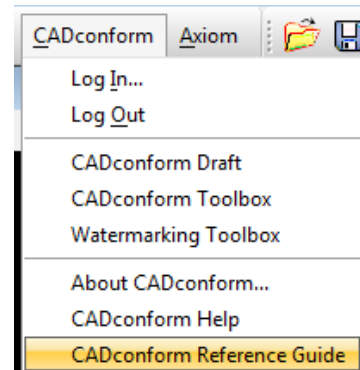 CADconform Axiom
Log In...
Log Out
CADconform Draft
CADconform Toolbox
Watermarking Toolbox
About CADconform...
CADconform Help
CADconform Reference Guide